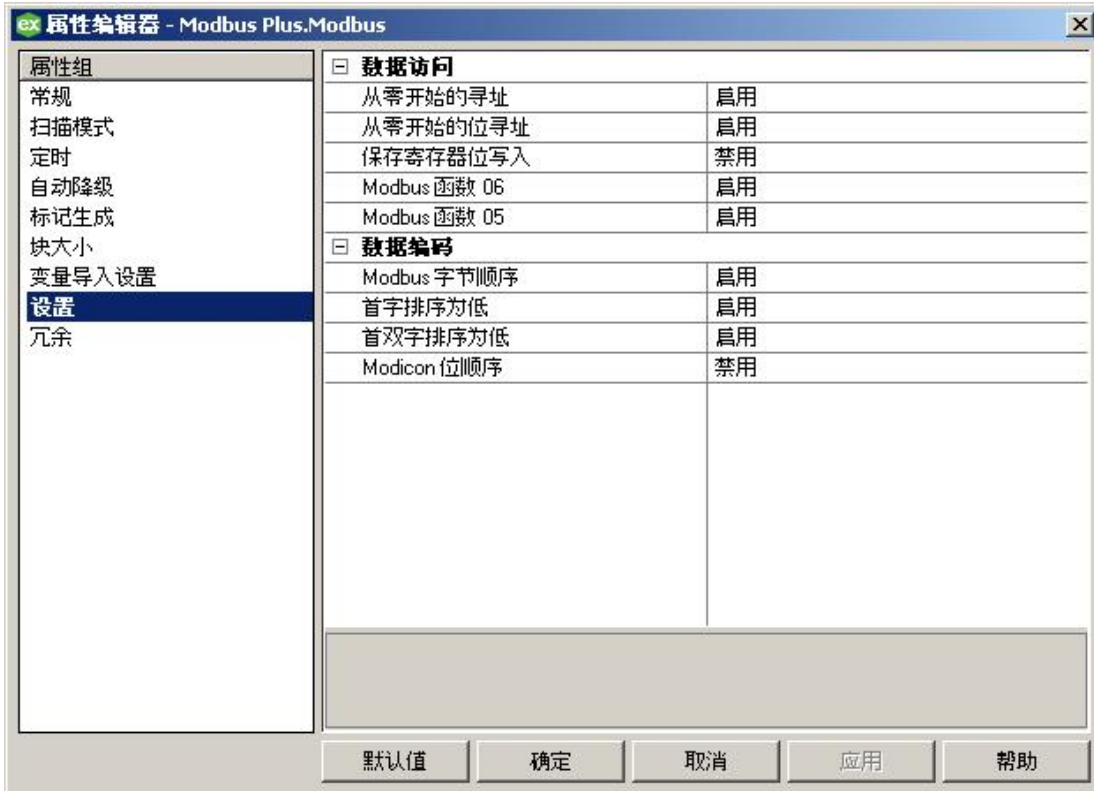 ex 属性编辑器 - Modbus Plus.Modbus
属性组
常规
扫描模式
定时
自动降级
标记生成
块大小
变量导入设置
设置
冗余
数据访问
从零开始的寻址 启用
从零开始的位寻址 启用
保存寄存器位写入 禁用
Modbus 函数 06 启用
Modbus 函数 05 启用
数据编码
Modbus 字节顺序 启用
首字排序为低 启用
首双字排序为低 启用
Modicon 位顺序 禁用
默认值 确定 取消 应用 帮助